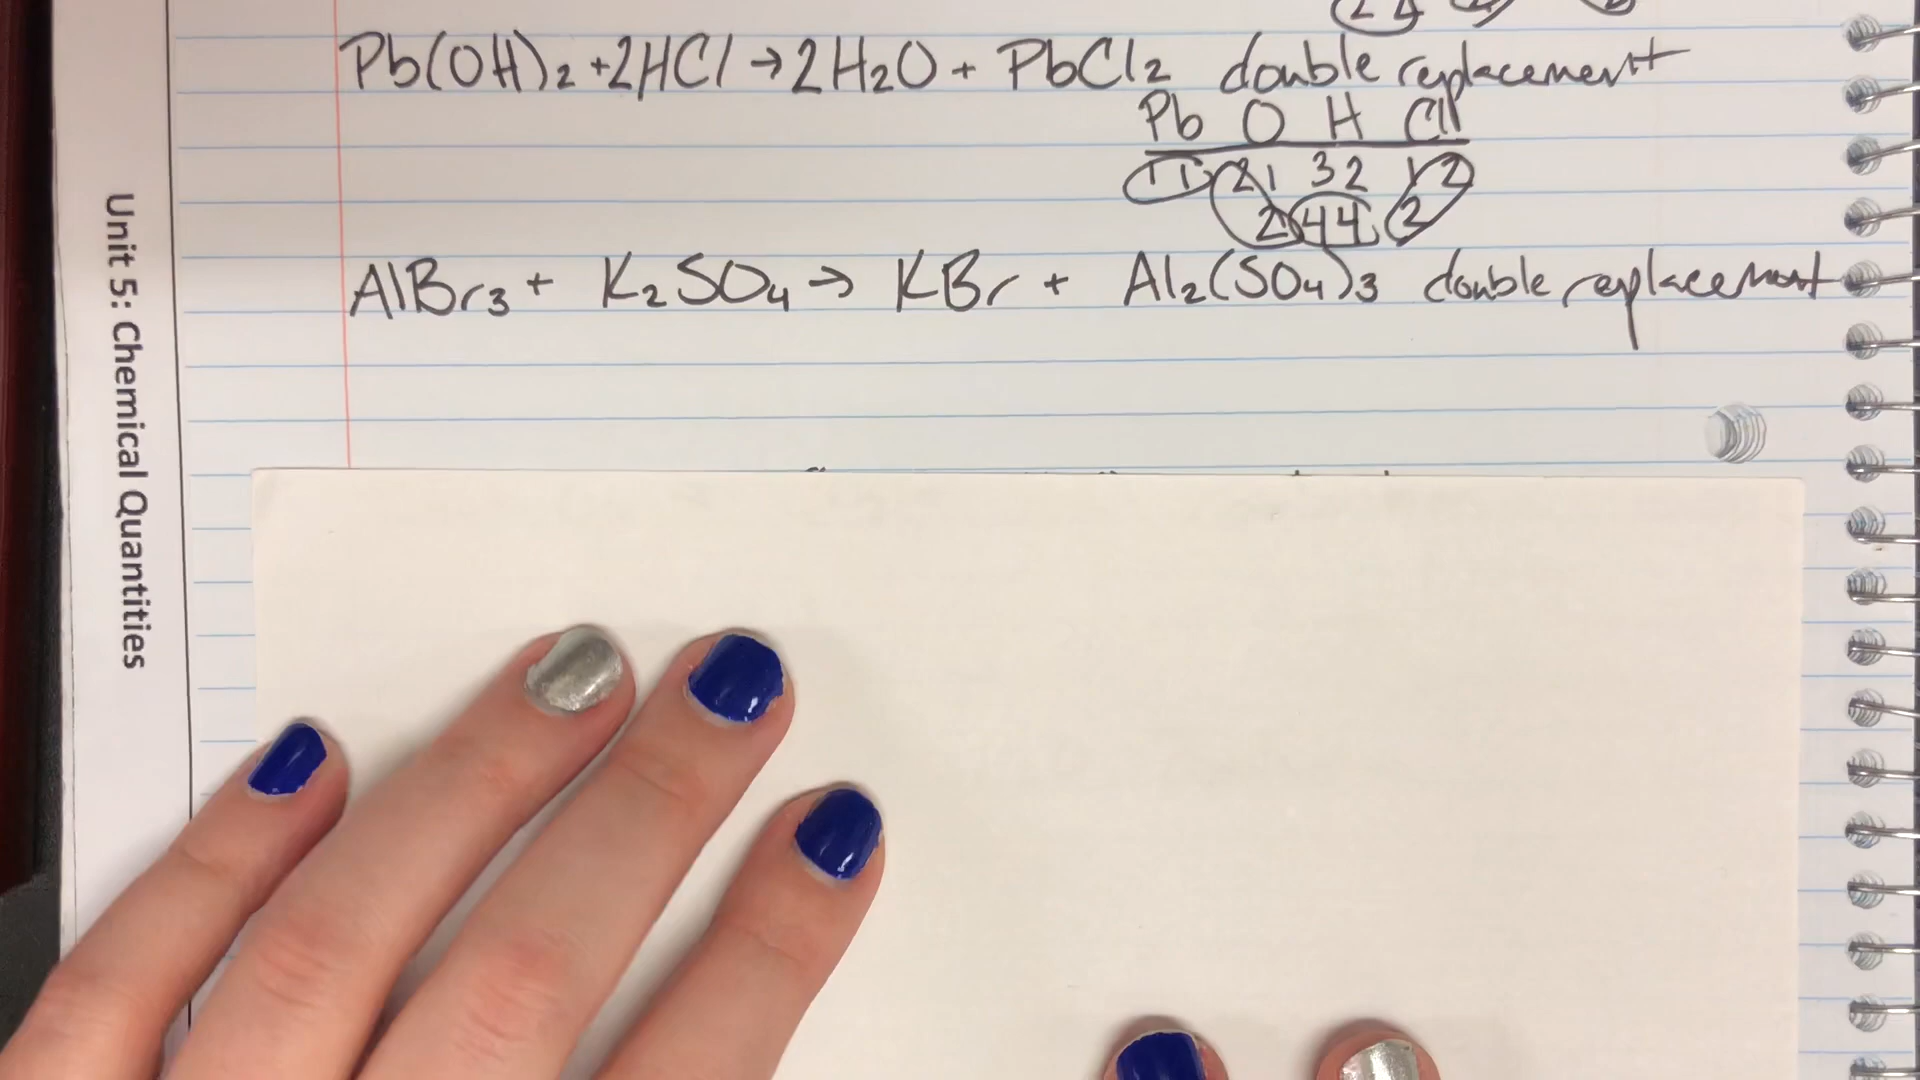 Pb(OH)₂ + 2HCl → 2H₂O + PbCl₂ double replacement
Pb O H Cl
1 1 2 1 3 2 1 2
2 4 4 2
AlBr₃ + K₂SO₄ → KBr + Al₂(SO₄)₃ double replacement
Unit 5: Chemical Quantities